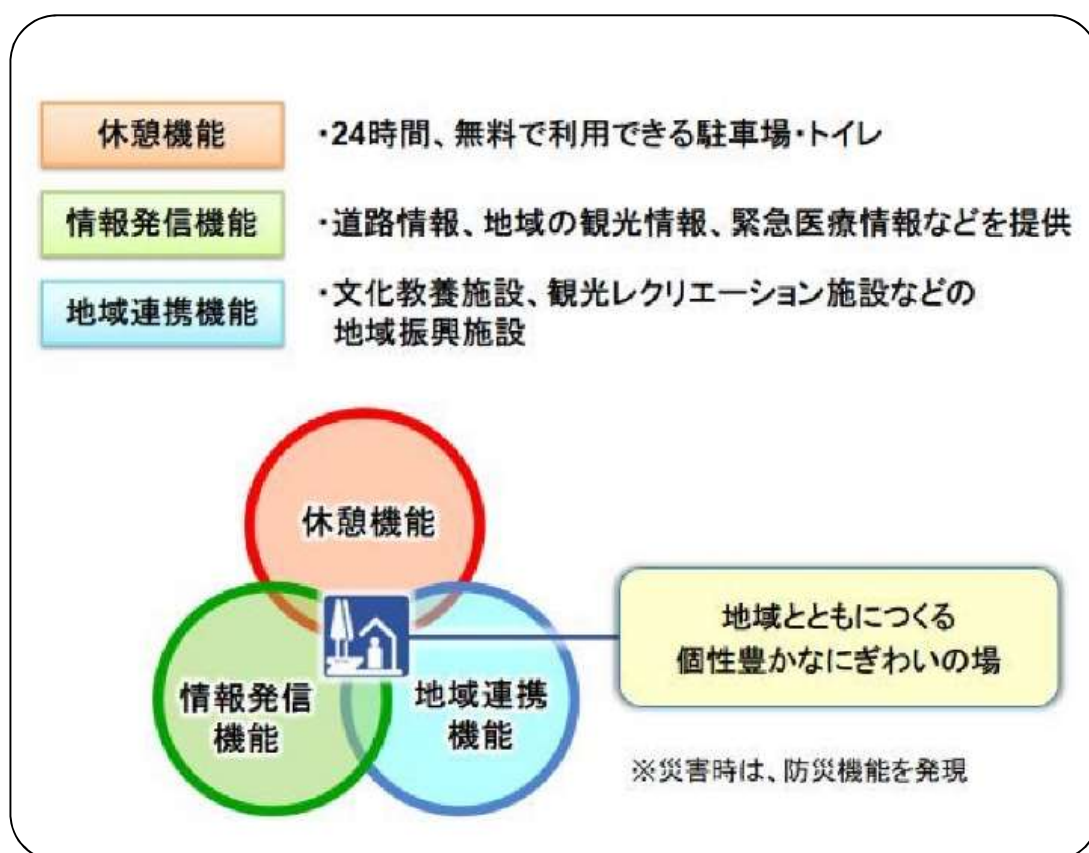 休憩機能 ・24時間、無料で利用できる駐車場・トイレ
情報発信機能 ・道路情報、地域の観光情報、緊急医療情報などを提供
地域連携機能 ・文化教養施設、観光レクリエーション施設などの
地域振興施設
休憩機能
情報発信
機能
地域連携
機能
地域とともにつくる
個性豊かなにぎわいの場
※災害時は、防災機能を発現